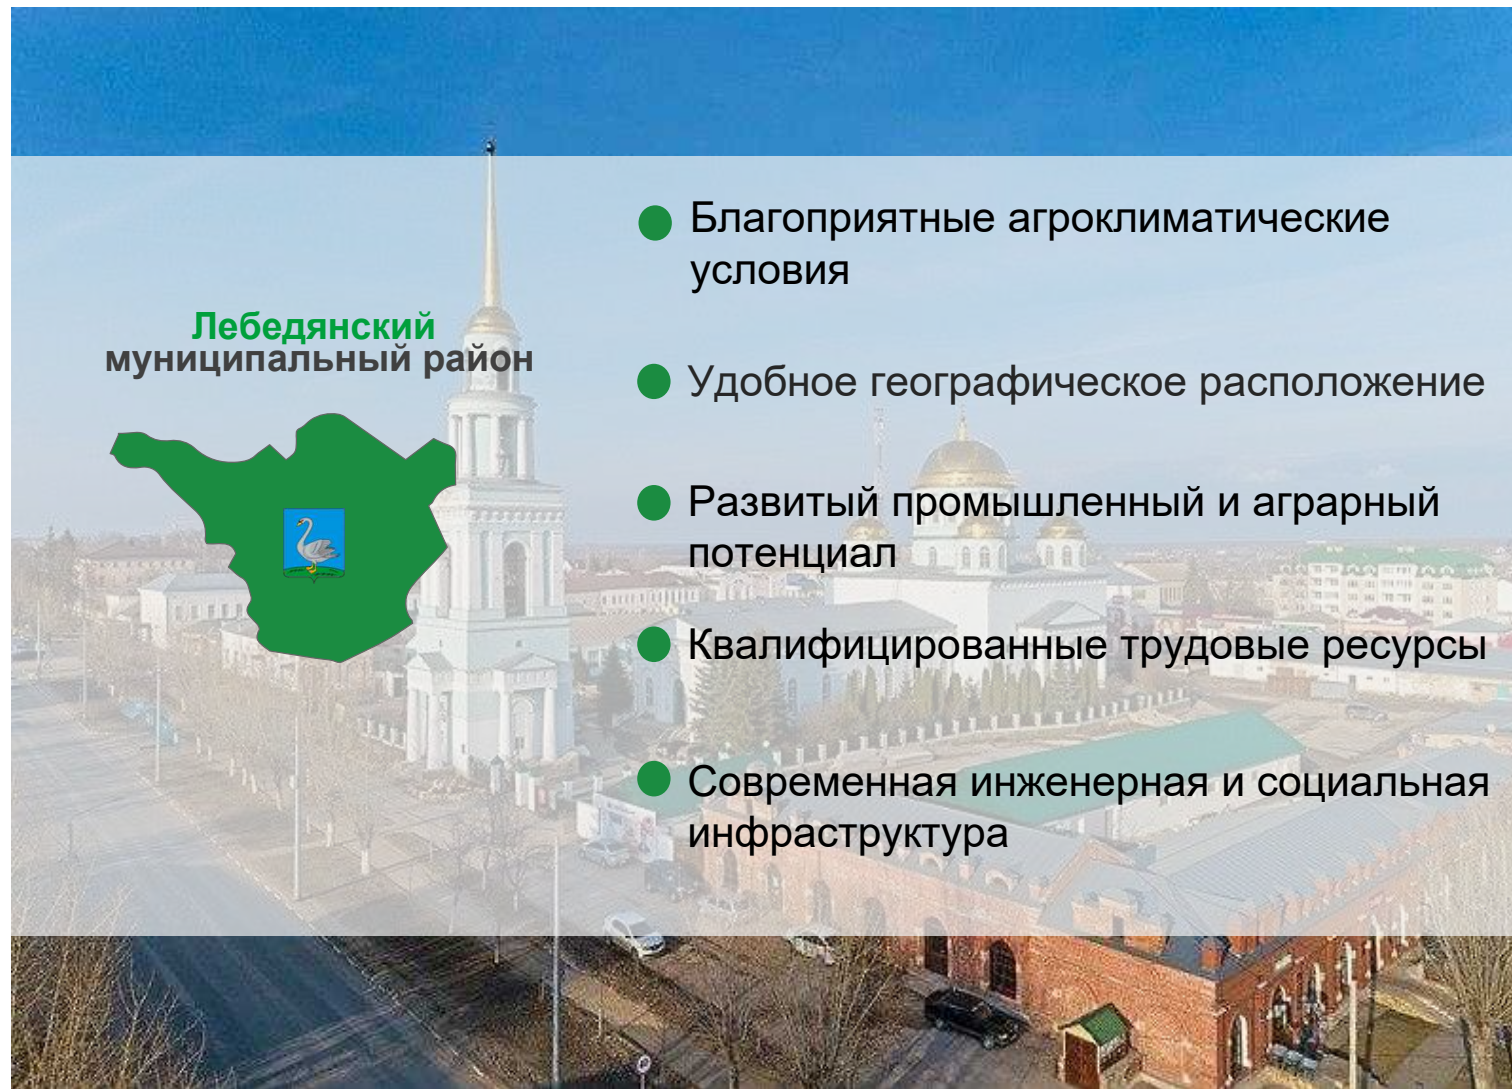 Лебедянский
муниципальный район
Благоприятные агроклиматические
условия
Удобное географическое расположение
Развитый промышленный и аграрный
потенциал
Квалифицированные трудовые ресурсы
Современная инженерная и социальная
инфраструктура